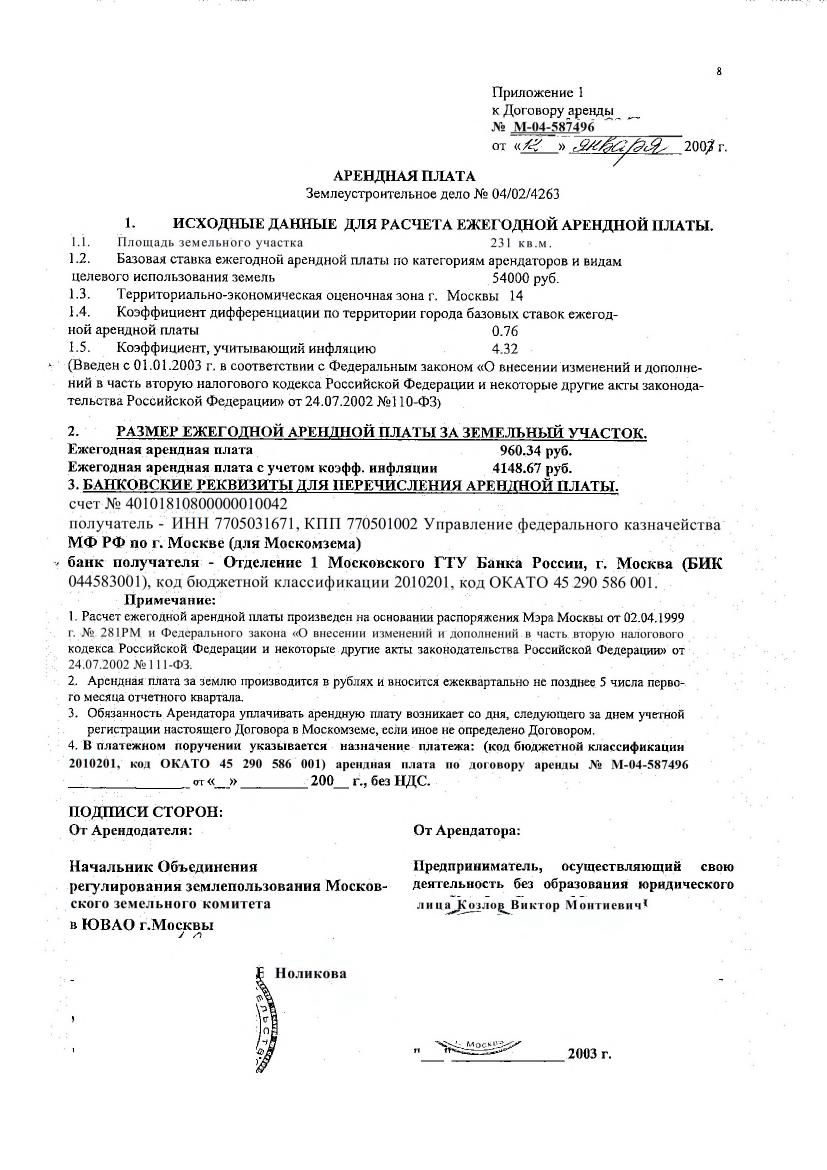 8
Приложение 1
к Договору аренды
№ М-04-587496
от «12» января 2003 г.
АРЕНДНАЯ ПЛАТА
Землеустроительное дело № 04/02/4263
1. ИСХОДНЫЕ ДАННЫЕ ДЛЯ РАСЧЕТА ЕЖЕГОДНОЙ АРЕНДНОЙ ПЛАТЫ.
1.1. Площадь земельного участка 231 кв.м.
1.2. Базовая ставка ежегодной арендной платы по категориям арендаторов и видам
целевого использования земель 54000 руб.
1.3. Территориально-экономическая оценочная зона г. Москвы 14
1.4. Коэффициент дифференциации по территории города базовых ставок ежегод-
ной арендной платы 0.76
1.5. Коэффициент, учитывающий инфляцию 4.32
(Введен с 01.01.2003 г. в соответствии с Федеральным законом «О внесении изменений и дополне-
ний в часть вторую налогового кодекса Российской Федерации и некоторые другие акты законода-
тельства Российской Федерации» от 24.07.2002 №110-ФЗ)
2. РАЗМЕР ЕЖЕГОДНОЙ АРЕНДНОЙ ПЛАТЫ ЗА ЗЕМЕЛЬНЫЙ УЧАСТОК.
Ежегодная арендная плата 960.34 руб.
Ежегодная арендная плата с учетом коэфф. инфляции 4148.67 руб.
3. БАНКОВСКИЕ РЕКВИЗИТЫ ДЛЯ ПЕРЕЧИСЛЕНИЯ АРЕНДНОЙ ПЛАТЫ.
счет № 40101810800000010042
получатель - ИНН 7705031671, КПП 770501002 Управление федерального казначейства
МФ РФ по г. Москве (для Москомзема)
банк получателя - Отделение 1 Московского ГТУ Банка России, г. Москва (БИК
044583001), код бюджетной классификации 2010201, код ОКАТО 45 290 586 001.
Примечание:
1. Расчет ежегодной арендной платы произведен на основании распоряжения Мэра Москвы от 02.04.1999
г. № 281РМ и Федерального закона «О внесении изменений и дополнений в часть вторую налогового
кодекса Российской Федерации и некоторые другие акты законодательства Российской Федерации» от
24.07.2002 №111-ФЗ.
2. Арендная плата за землю производится в рублях и вносится ежеквартально не позднее 5 числа перво-
го месяца отчетного квартала.
3. Обязанность Арендатора уплачивать арендную плату возникает со дня, следующего за днем учетной
регистрации настоящего Договора в Москомземе, если иное не определено Договором.
4. В платежном поручении указывается назначение платежа: (код бюджетной классификации
2010201, код ОКАТО 45 290 586 001) арендная плата по договору аренды № М-04-587496
__________________ от «__» __________ 200__ г., без НДС.
ПОДПИСИ СТОРОН:
От Арендодателя: От Арендатора:
Начальник Объединения Предприниматель, осуществляющий свою
регулирования землепользования Москов- деятельность без образования юридического
ского земельного комитета лица Козлов Виктор Монтиевич
в ЮВАО г.Москвы
Ноликова
"___" Москва 2003 г.